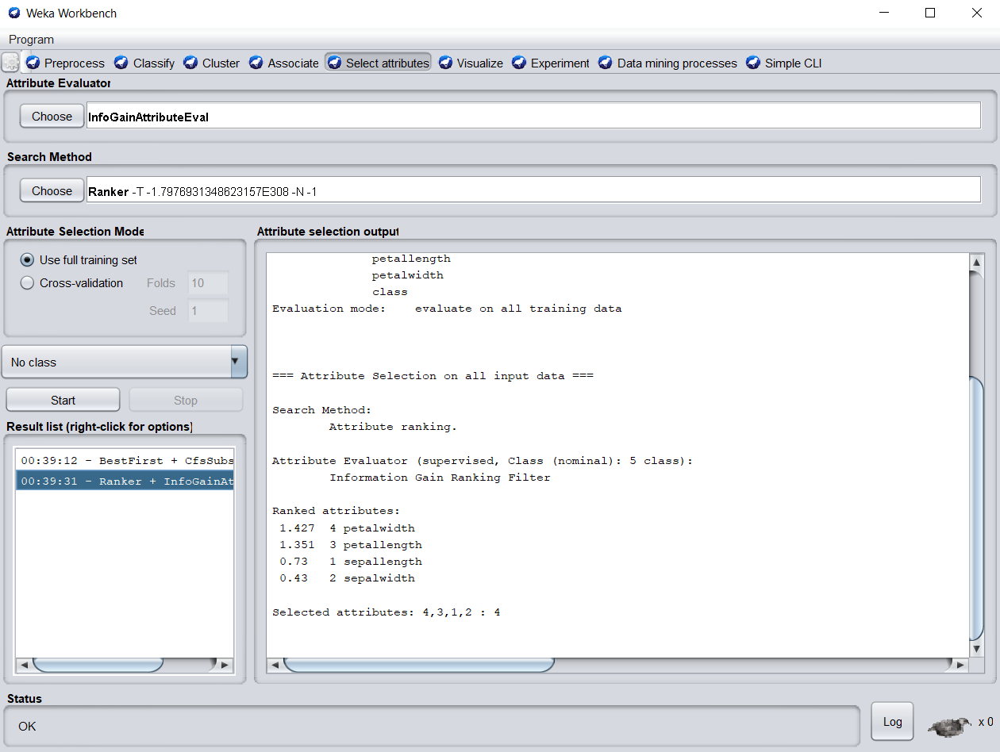 Weka Workbench
Program
Preprocess Classify Cluster Associate Select attributes Visualize Experiment Data mining processes Simple CLI
Attribute Evaluator
Choose InfoGainAttributeEval
Search Method
Choose Ranker -T -1.7976931348623157E308 -N -1
Attribute Selection Mode
Use full training set
Cross-validation Folds 10
Seed 1
No class
Start Stop
Result list (right-click for options)
00:39:12 - BestFirst + CfsSubs
00:39:31 - Ranker + InfoGainAt
Attribute selection output
petallength
petalwidth
class
Evaluation mode: evaluate on all training data
=== Attribute Selection on all input data ===
Search Method:
Attribute ranking.
Attribute Evaluator (supervised, Class (nominal): 5 class):
Information Gain Ranking Filter
Ranked attributes:
1.427 4 petalwidth
1.351 3 petallength
0.73 1 sepallength
0.43 2 sepalwidth
Selected attributes: 4,3,1,2 : 4
Status
OK
Log x 0